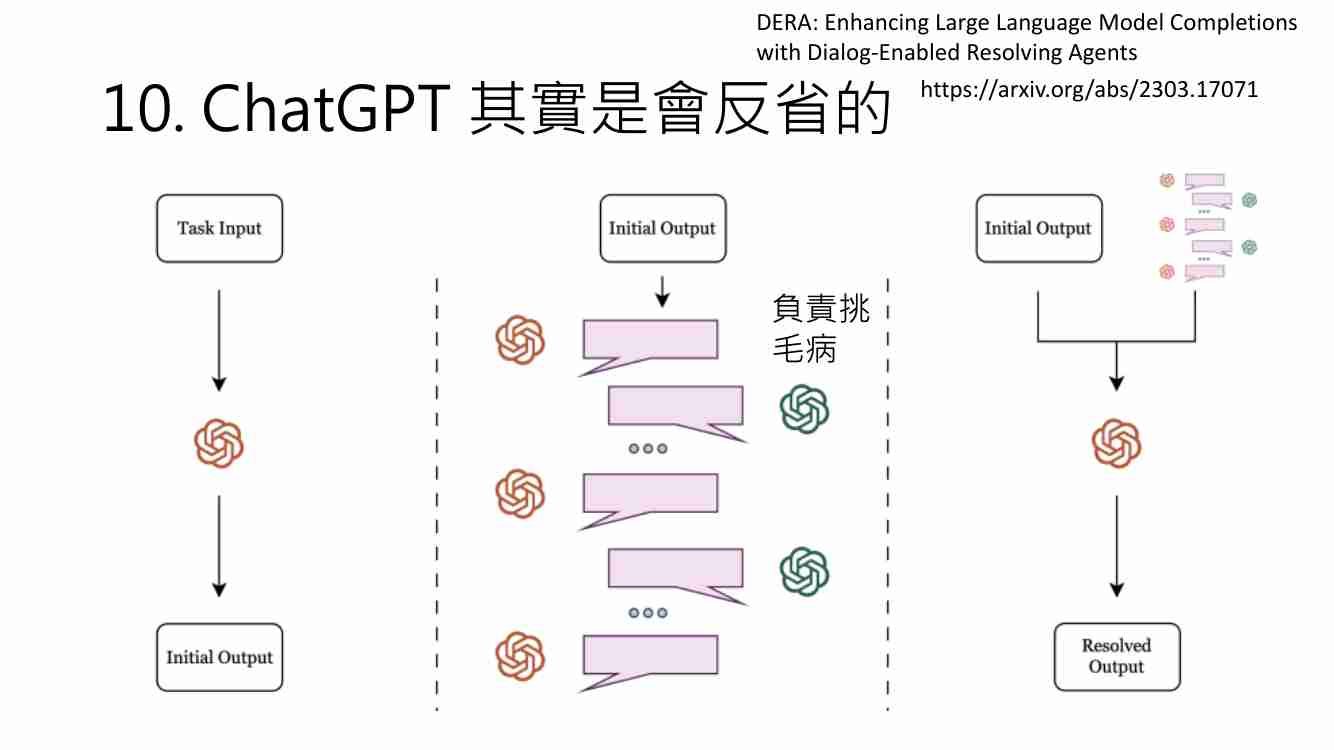 DERA: Enhancing Large Language Model Completions
with Dialog-Enabled Resolving Agents
10. ChatGPT 其實是會反省的
https://arxiv.org/abs/2303.17071
Task Input
Initial Output
Initial Output
Initial Output
負責挑
毛病
Resolved
Output